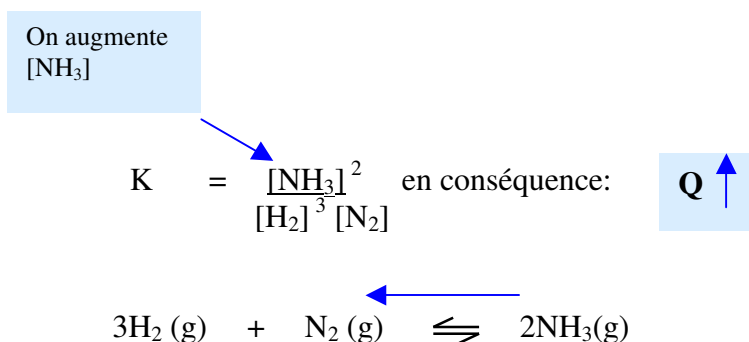 On augmente
[NH₃]
K = [NH₃]² en conséquence: Q
[H₂]³ [N₂]
3H₂ (g) + N₂ (g) ⇌ 2NH₃(g)